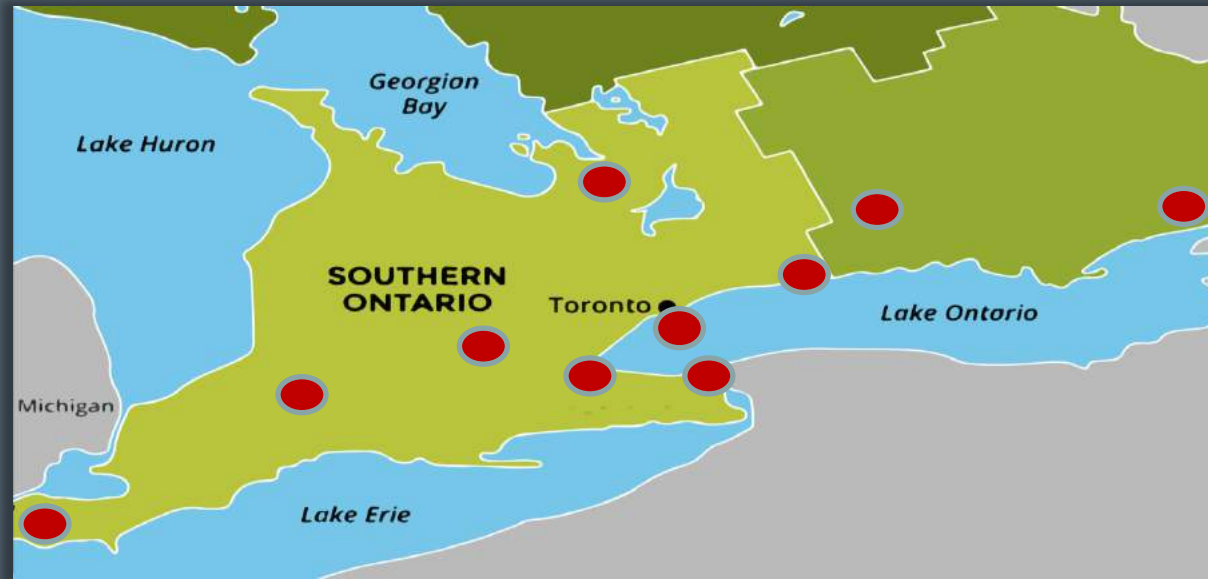 Georgian
Bay
Lake Huron
SOUTHERN
ONTARIO
Toronto
Lake Ontario
Michigan
Lake Erie